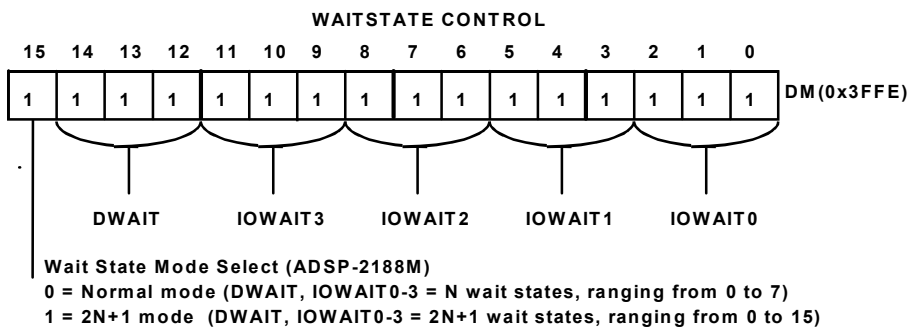 WAITSTATE CONTROL
15 14 13 12 11 10 9 8 7 6 5 4 3 2 1 0
1 1 1 1 1 1 1 1 1 1 1 1 1 1 1 1 DM(0x3FFE)
DWAIT IOWAIT3 IOWAIT2 IOWAIT1 IOWAIT0
Wait State Mode Select (ADSP-2188M)
0 = Normal mode (DWAIT, IOWAIT0-3 = N wait states, ranging from 0 to 7)
1 = 2N+1 mode (DWAIT, IOWAIT0-3 = 2N+1 wait states, ranging from 0 to 15)